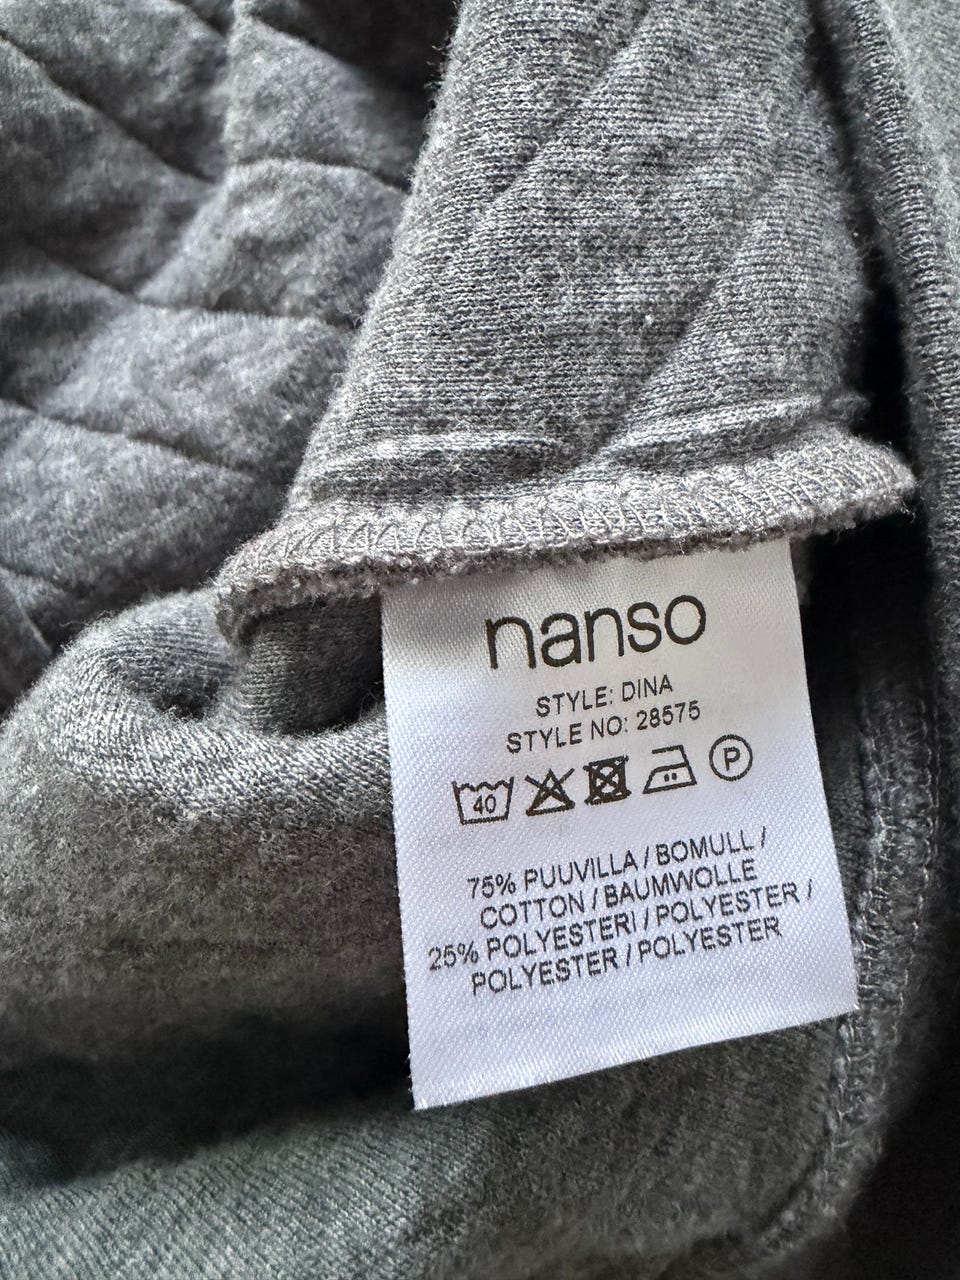 nanso
STYLE: DINA
STYLE NO: 28575
40 P
75% PUUVILLA / BOMULL /
COTTON / BAUMWOLLE
25% POLYESTERI / POLYESTER /
POLYESTER / POLYESTER